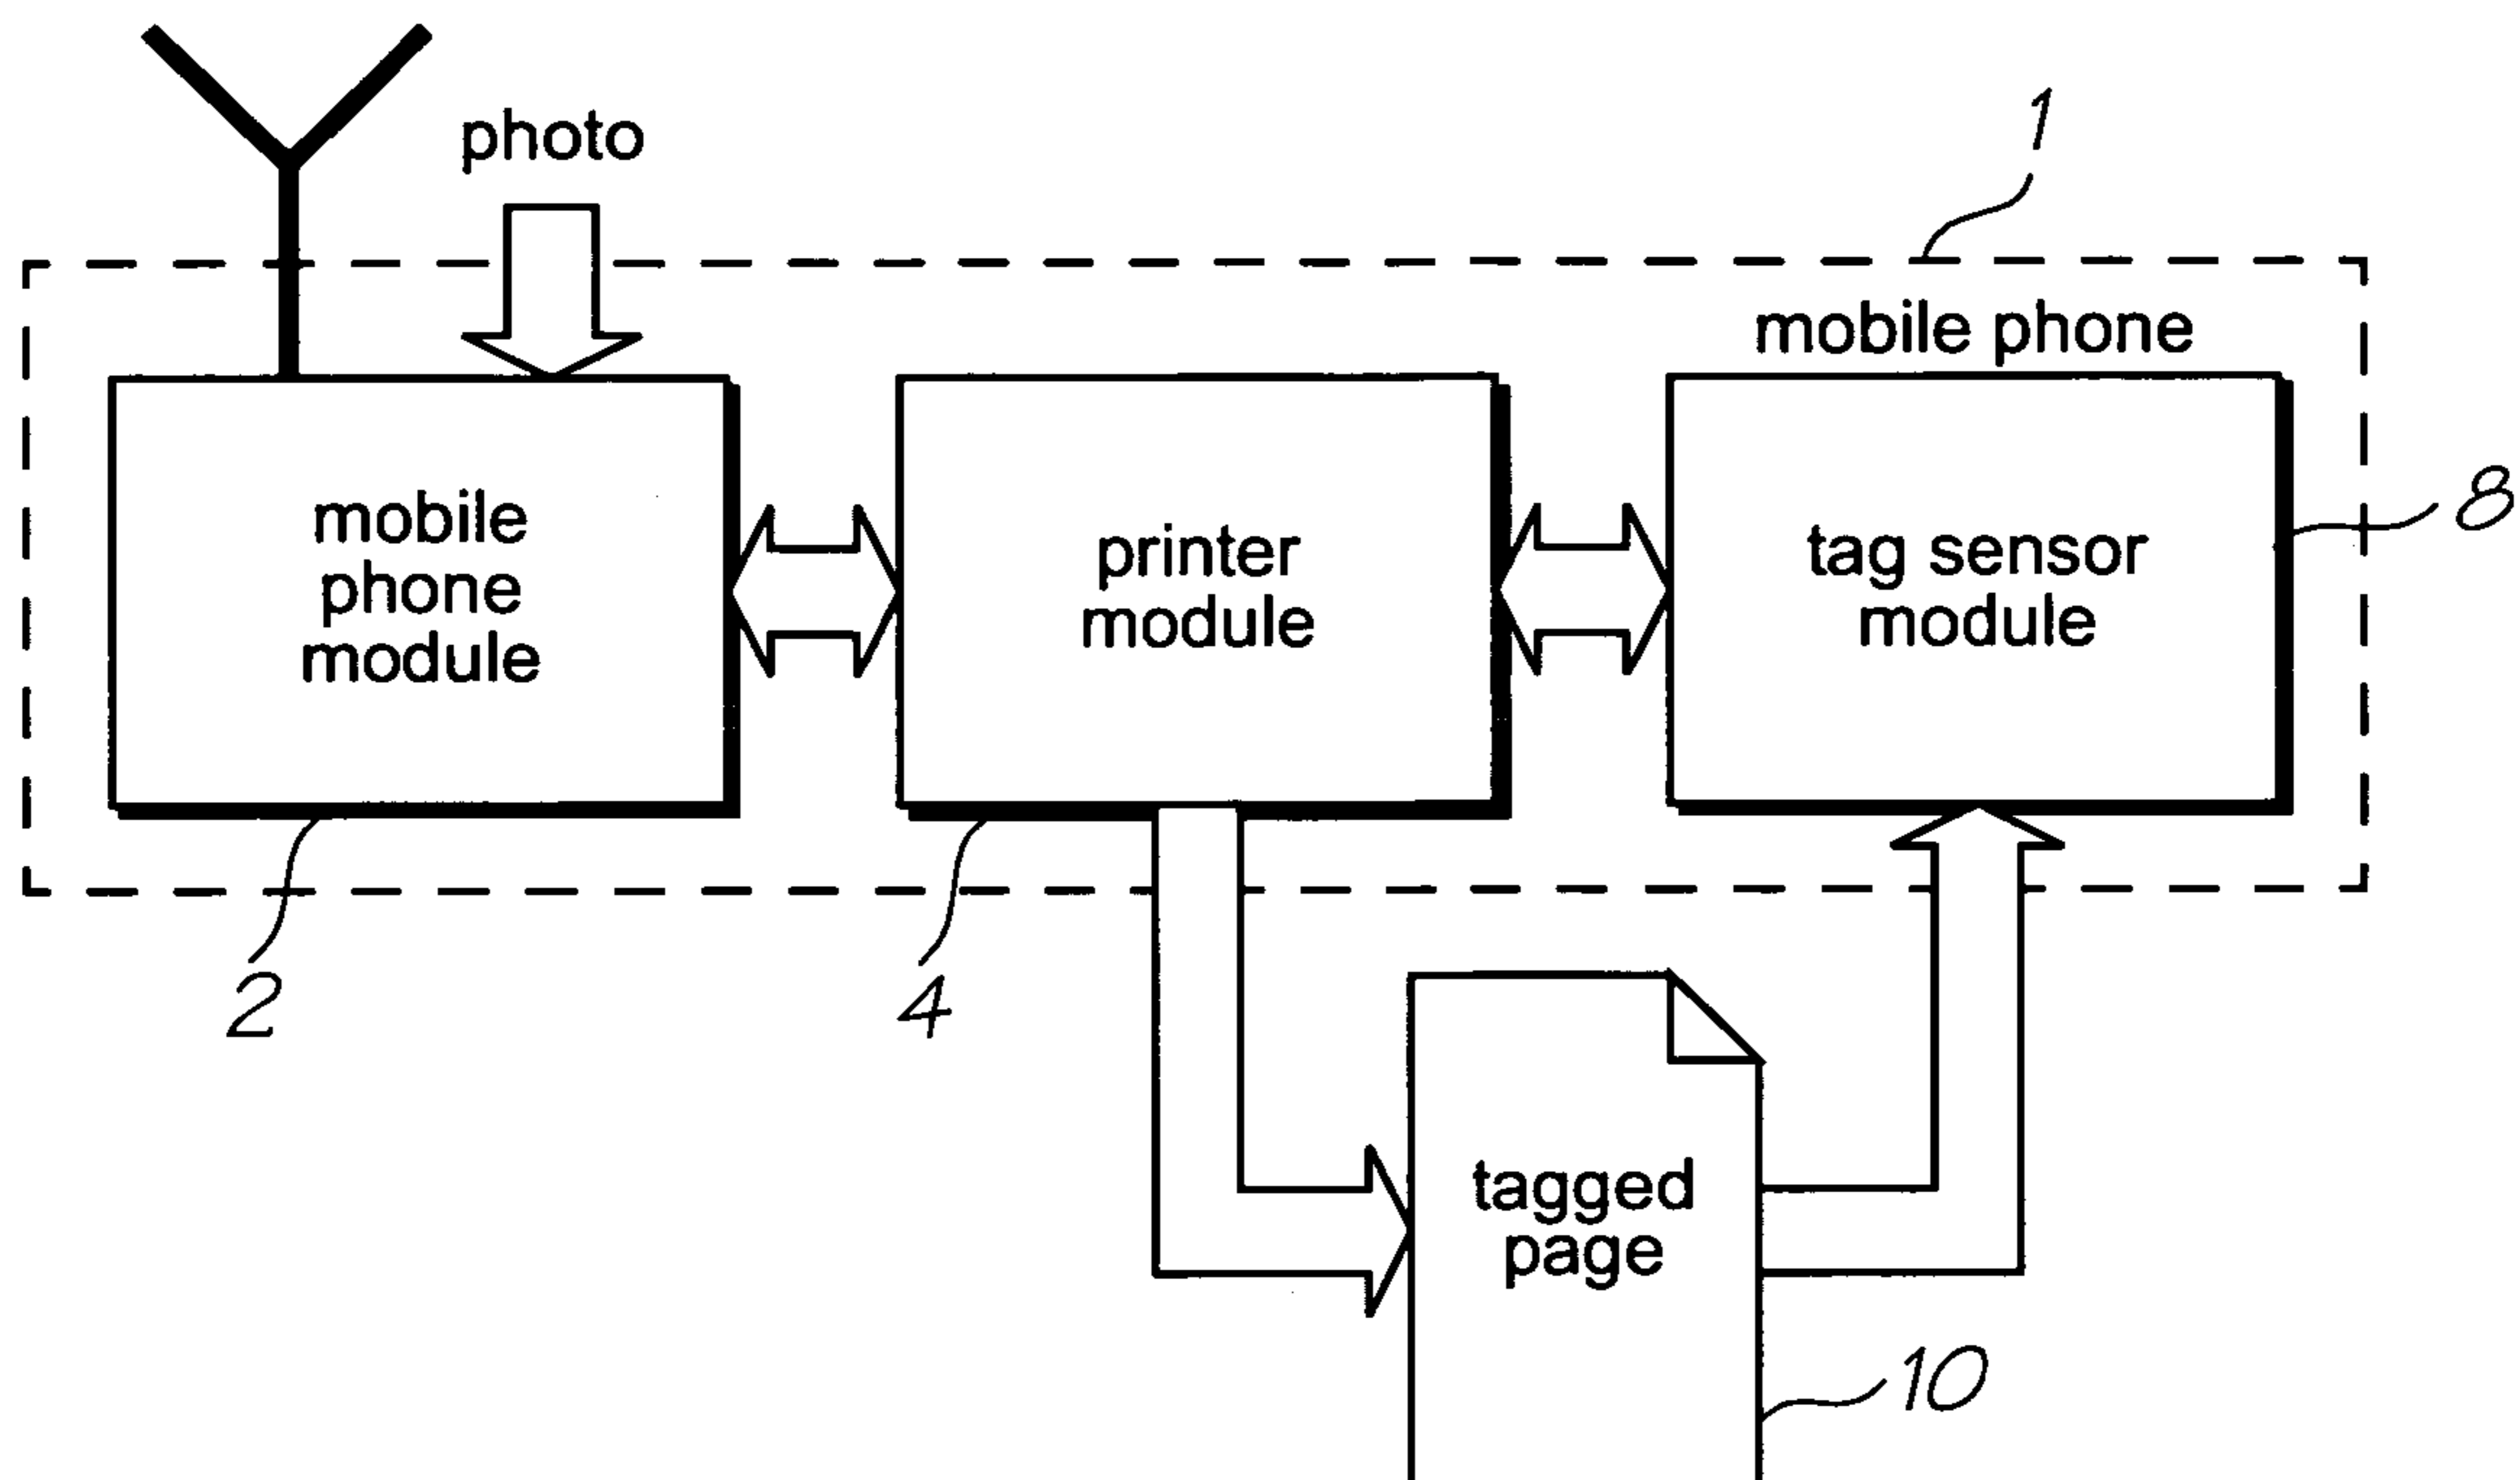 photo
1
mobile phone
mobile
phone
module
printer
module
tag sensor
module
8
2
4
tagged
page
10